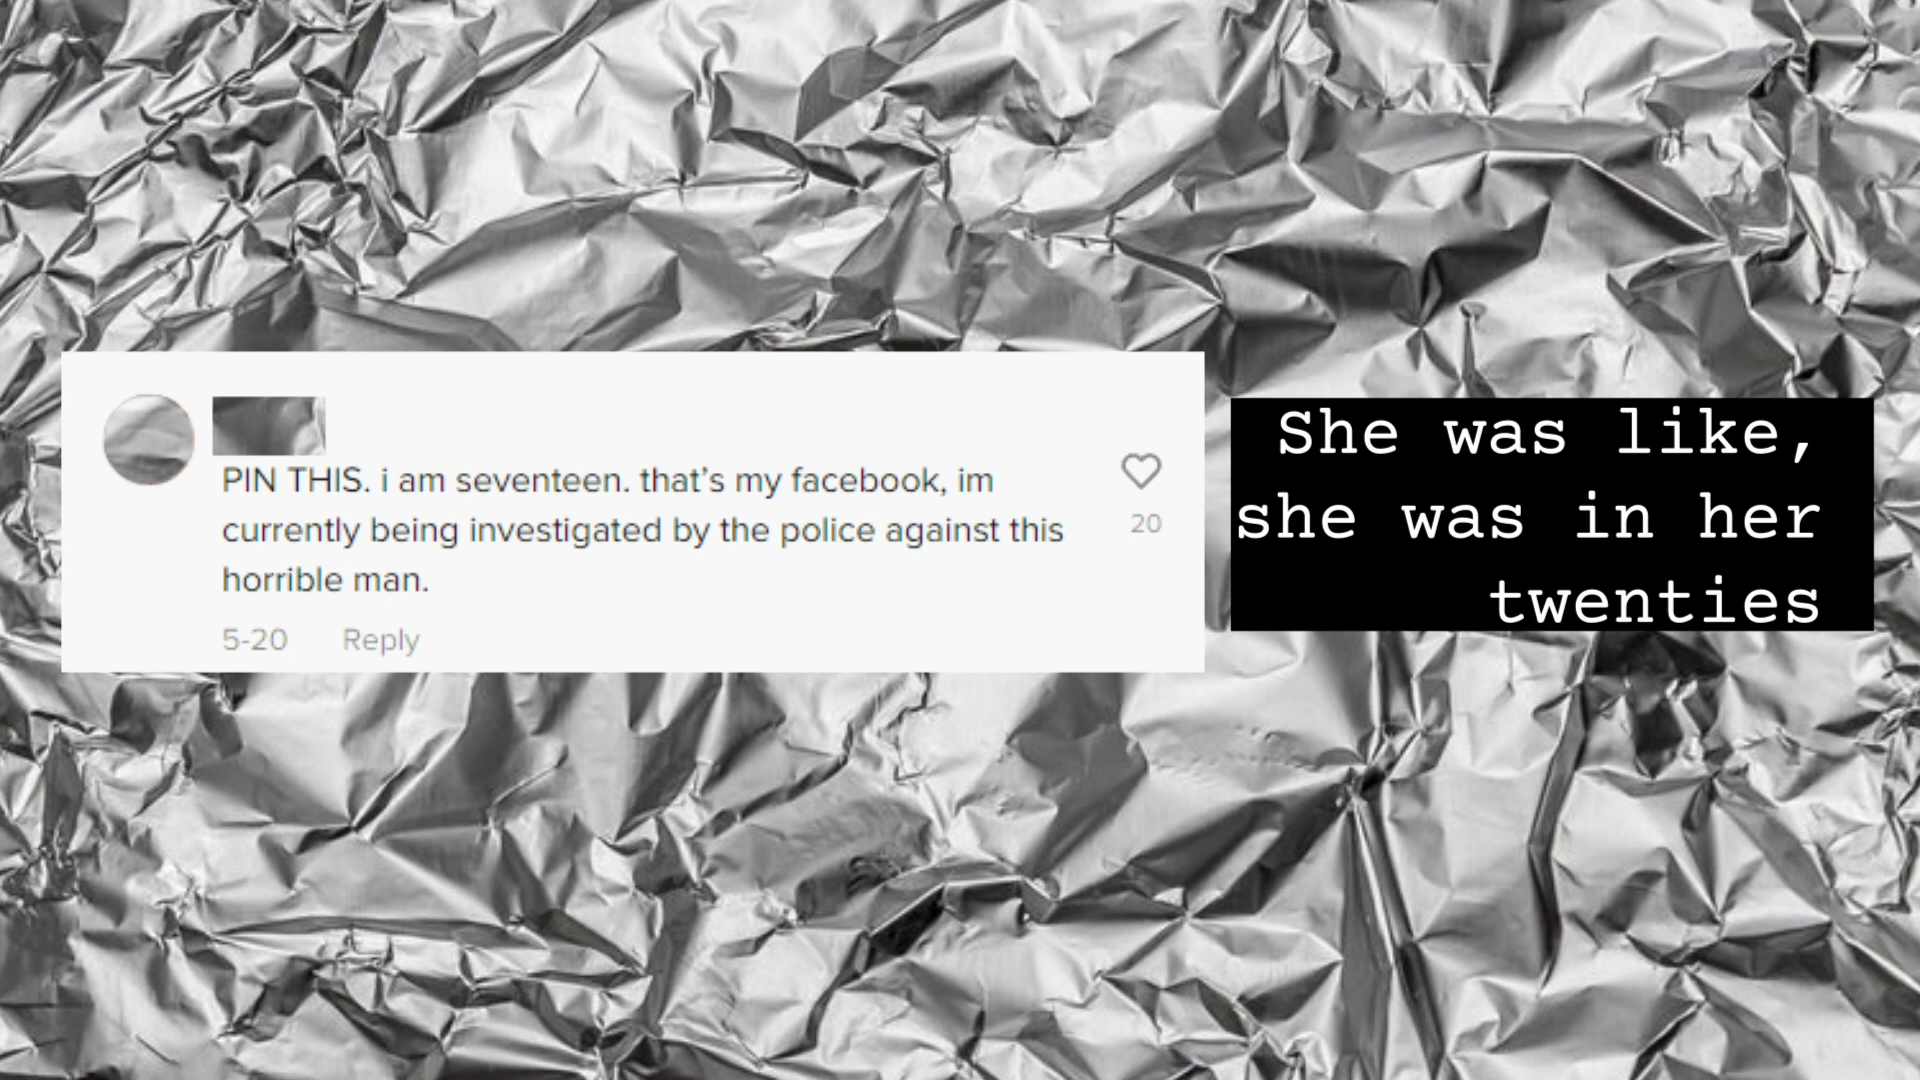 PIN THIS. i am seventeen. that's my facebook, im
currently being investigated by the police against this
horrible man.
20
5-20 Reply
She was like,
she was in her
twenties